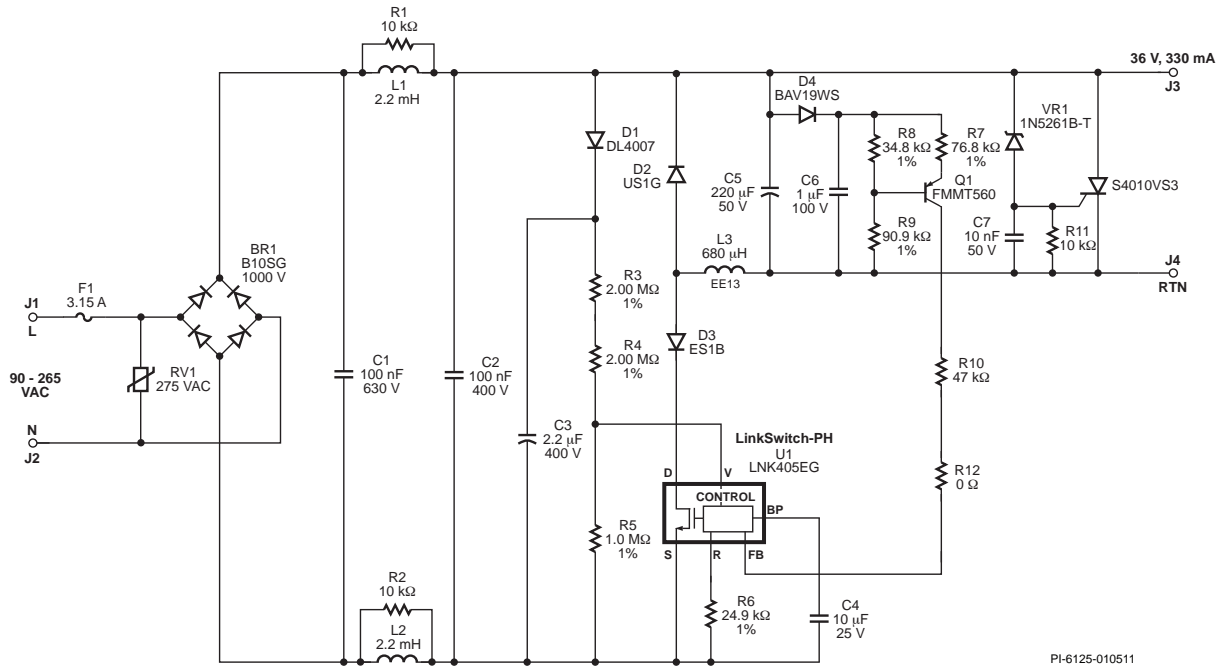 R1
10 kΩ
L1
2.2 mH
36 V, 330 mA
J3
D4
BAV19WS
VR1
1N5261B-T
D1
DL4007
D2
US1G
C5
220 µF
50 V
C6
1 µF
100 V
R8
34.8 kΩ
1%
R7
76.8 kΩ
1%
Q1
FMMT560
S4010VS3
R9
90.9 kΩ
1%
C7
10 nF
50 V
R11
10 kΩ
L3
680 µH
EE13
J4
RTN
BR1
B10SG
1000 V
F1
3.15 A
J1
L
R3
2.00 MΩ
1%
D3
ES1B
R4
2.00 MΩ
1%
R10
47 kΩ
90 - 265
VAC
RV1
275 VAC
C1
100 nF
630 V
C2
100 nF
400 V
N
J2
C3
2.2 µF
400 V
LinkSwitch-PH
U1
LNK405EG
R12
0 Ω
D
V
CONTROL
BP
S
R
FB
R5
1.0 MΩ
1%
R2
10 kΩ
L2
2.2 mH
R6
24.9 kΩ
1%
C4
10 µF
25 V
PI-6125-010511